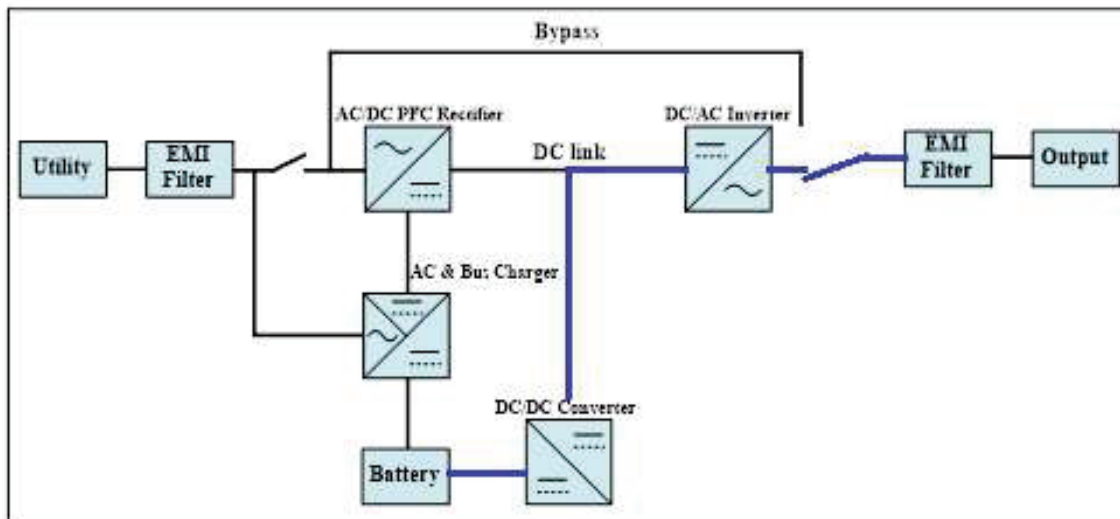 Bypass
AC/DC PFC Rectifier
DC/AC Inverter
Utility
EMI
Filter
DC link
EMI
Filter
Output
AC & But Charger
DC/DC Converter
Battery